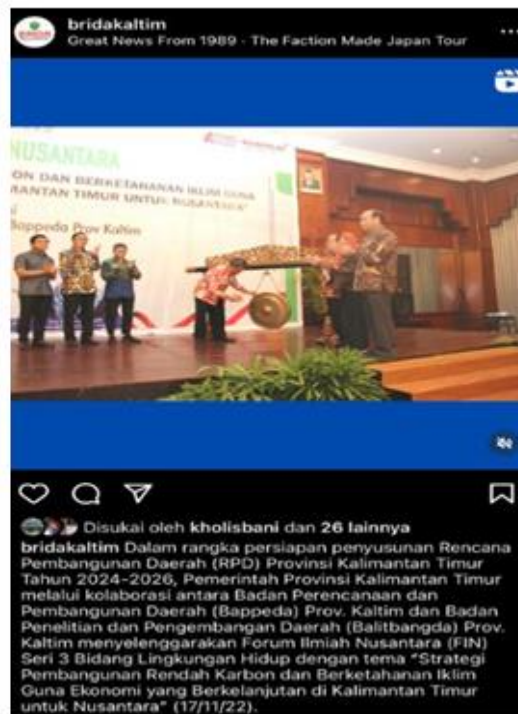 bridakaltim
Great News From 1989 · The Faction Made Japan Tour
NUSANTARA
ON DAN BERKETAHANAN IKLIM GUNA
MANTAN TIMUR UNTUK NUSANTARA"
Bappeda Prov Kaltim
Disukai oleh kholisbani dan 26 lainnya
bridakaltim Dalam rangka persiapan penyusunan Rencana
Pembangunan Daerah (RPD) Provinsi Kalimantan Timur
Tahun 2024-2026, Pemerintah Provinsi Kalimantan Timur
melalui kolaborasi antara Badan Perencanaan dan
Pembangunan Daerah (Bappeda) Prov. Kaltim dan Badan
Penelitian dan Pengembangan Daerah (Balitbangda) Prov.
Kaltim menyelenggarakan Forum Ilmiah Nusantara (FIN)
Seri 3 Bidang Lingkungan Hidup dengan tema "Strategi
Pembangunan Rendah Karbon dan Berketahanan Iklim
Guna Ekonomi yang Berkelanjutan di Kalimantan Timur
untuk Nusantara" (17/11/22).